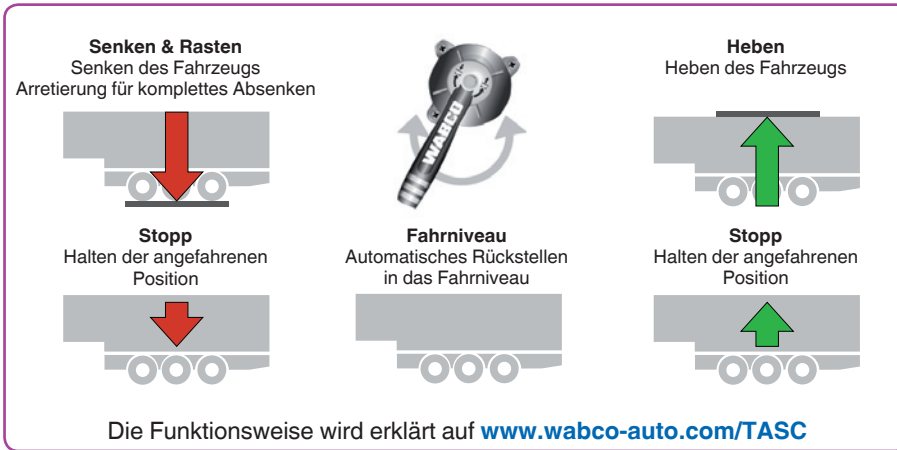 Senken & Rasten
Senken des Fahrzeugs
Arretierung für komplettes Absenken
WABCO
Heben
Heben des Fahrzeugs
Stopp
Halten der angefahrenen
Position
Fahrniveau
Automatisches Rückstellen
in das Fahrniveau
Stopp
Halten der angefahrenen
Position
Die Funktionsweise wird erklärt auf www.wabco-auto.com/TASC